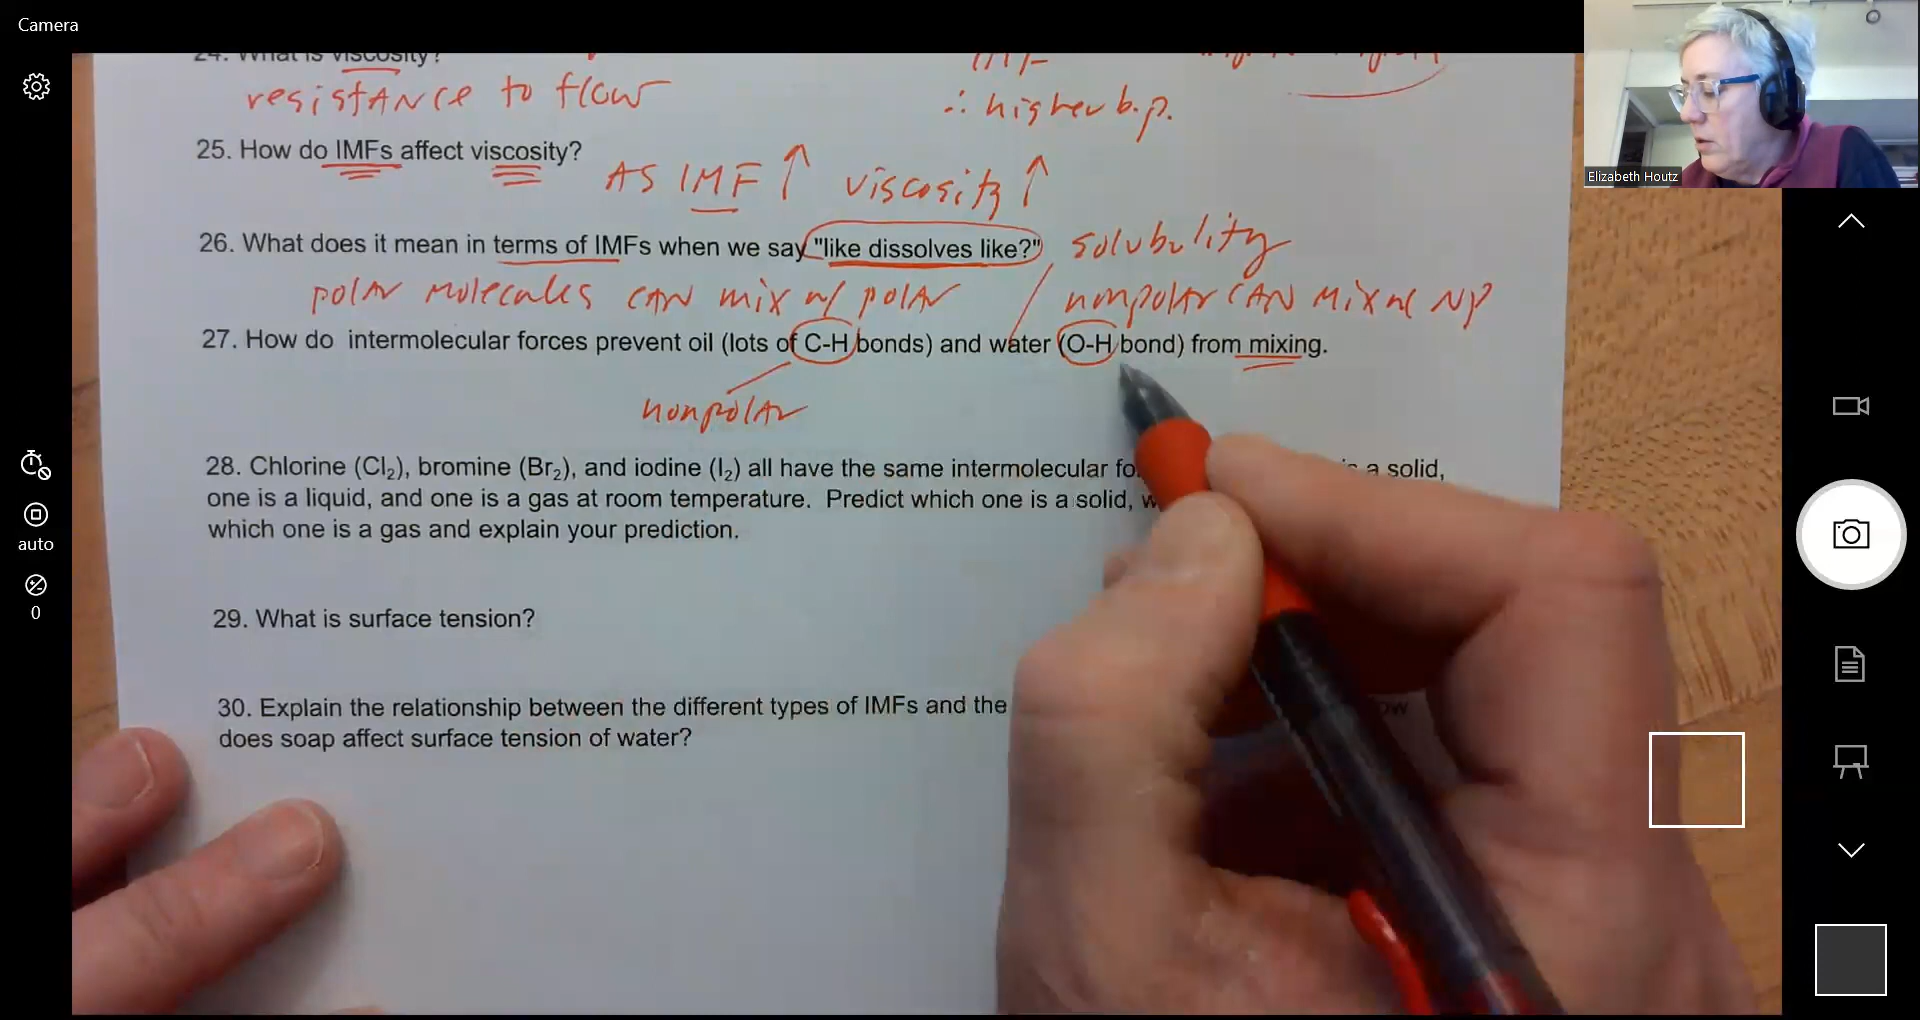 Camera
24. What is viscosity?
resistance to flow
IMF
∴ higher b.p.
25. How do IMFs affect viscosity?
AS IMF ↑ viscosity ↑
26. What does it mean in terms of IMFs when we say "like dissolves like?"
solubulity
polar molecules can mix w/ polar / nonpolar can mix w NP
27. How do intermolecular forces prevent oil (lots of C-H bonds) and water (O-H bond) from mixing.
nonpolar
28. Chlorine (Cl₂), bromine (Br₂), and iodine (I₂) all have the same intermolecular fo a solid,
one is a liquid, and one is a gas at room temperature. Predict which one is a solid, w
which one is a gas and explain your prediction.
29. What is surface tension?
30. Explain the relationship between the different types of IMFs and the
does soap affect surface tension of water?
auto
0
Elizabeth Houtz